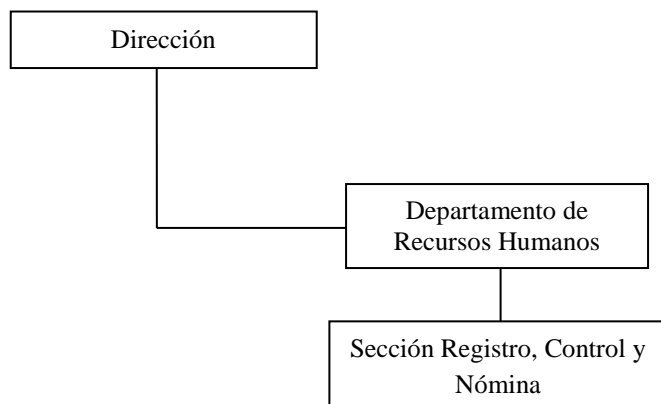 Dirección
Departamento de
Recursos Humanos
Sección Registro, Control y
Nómina